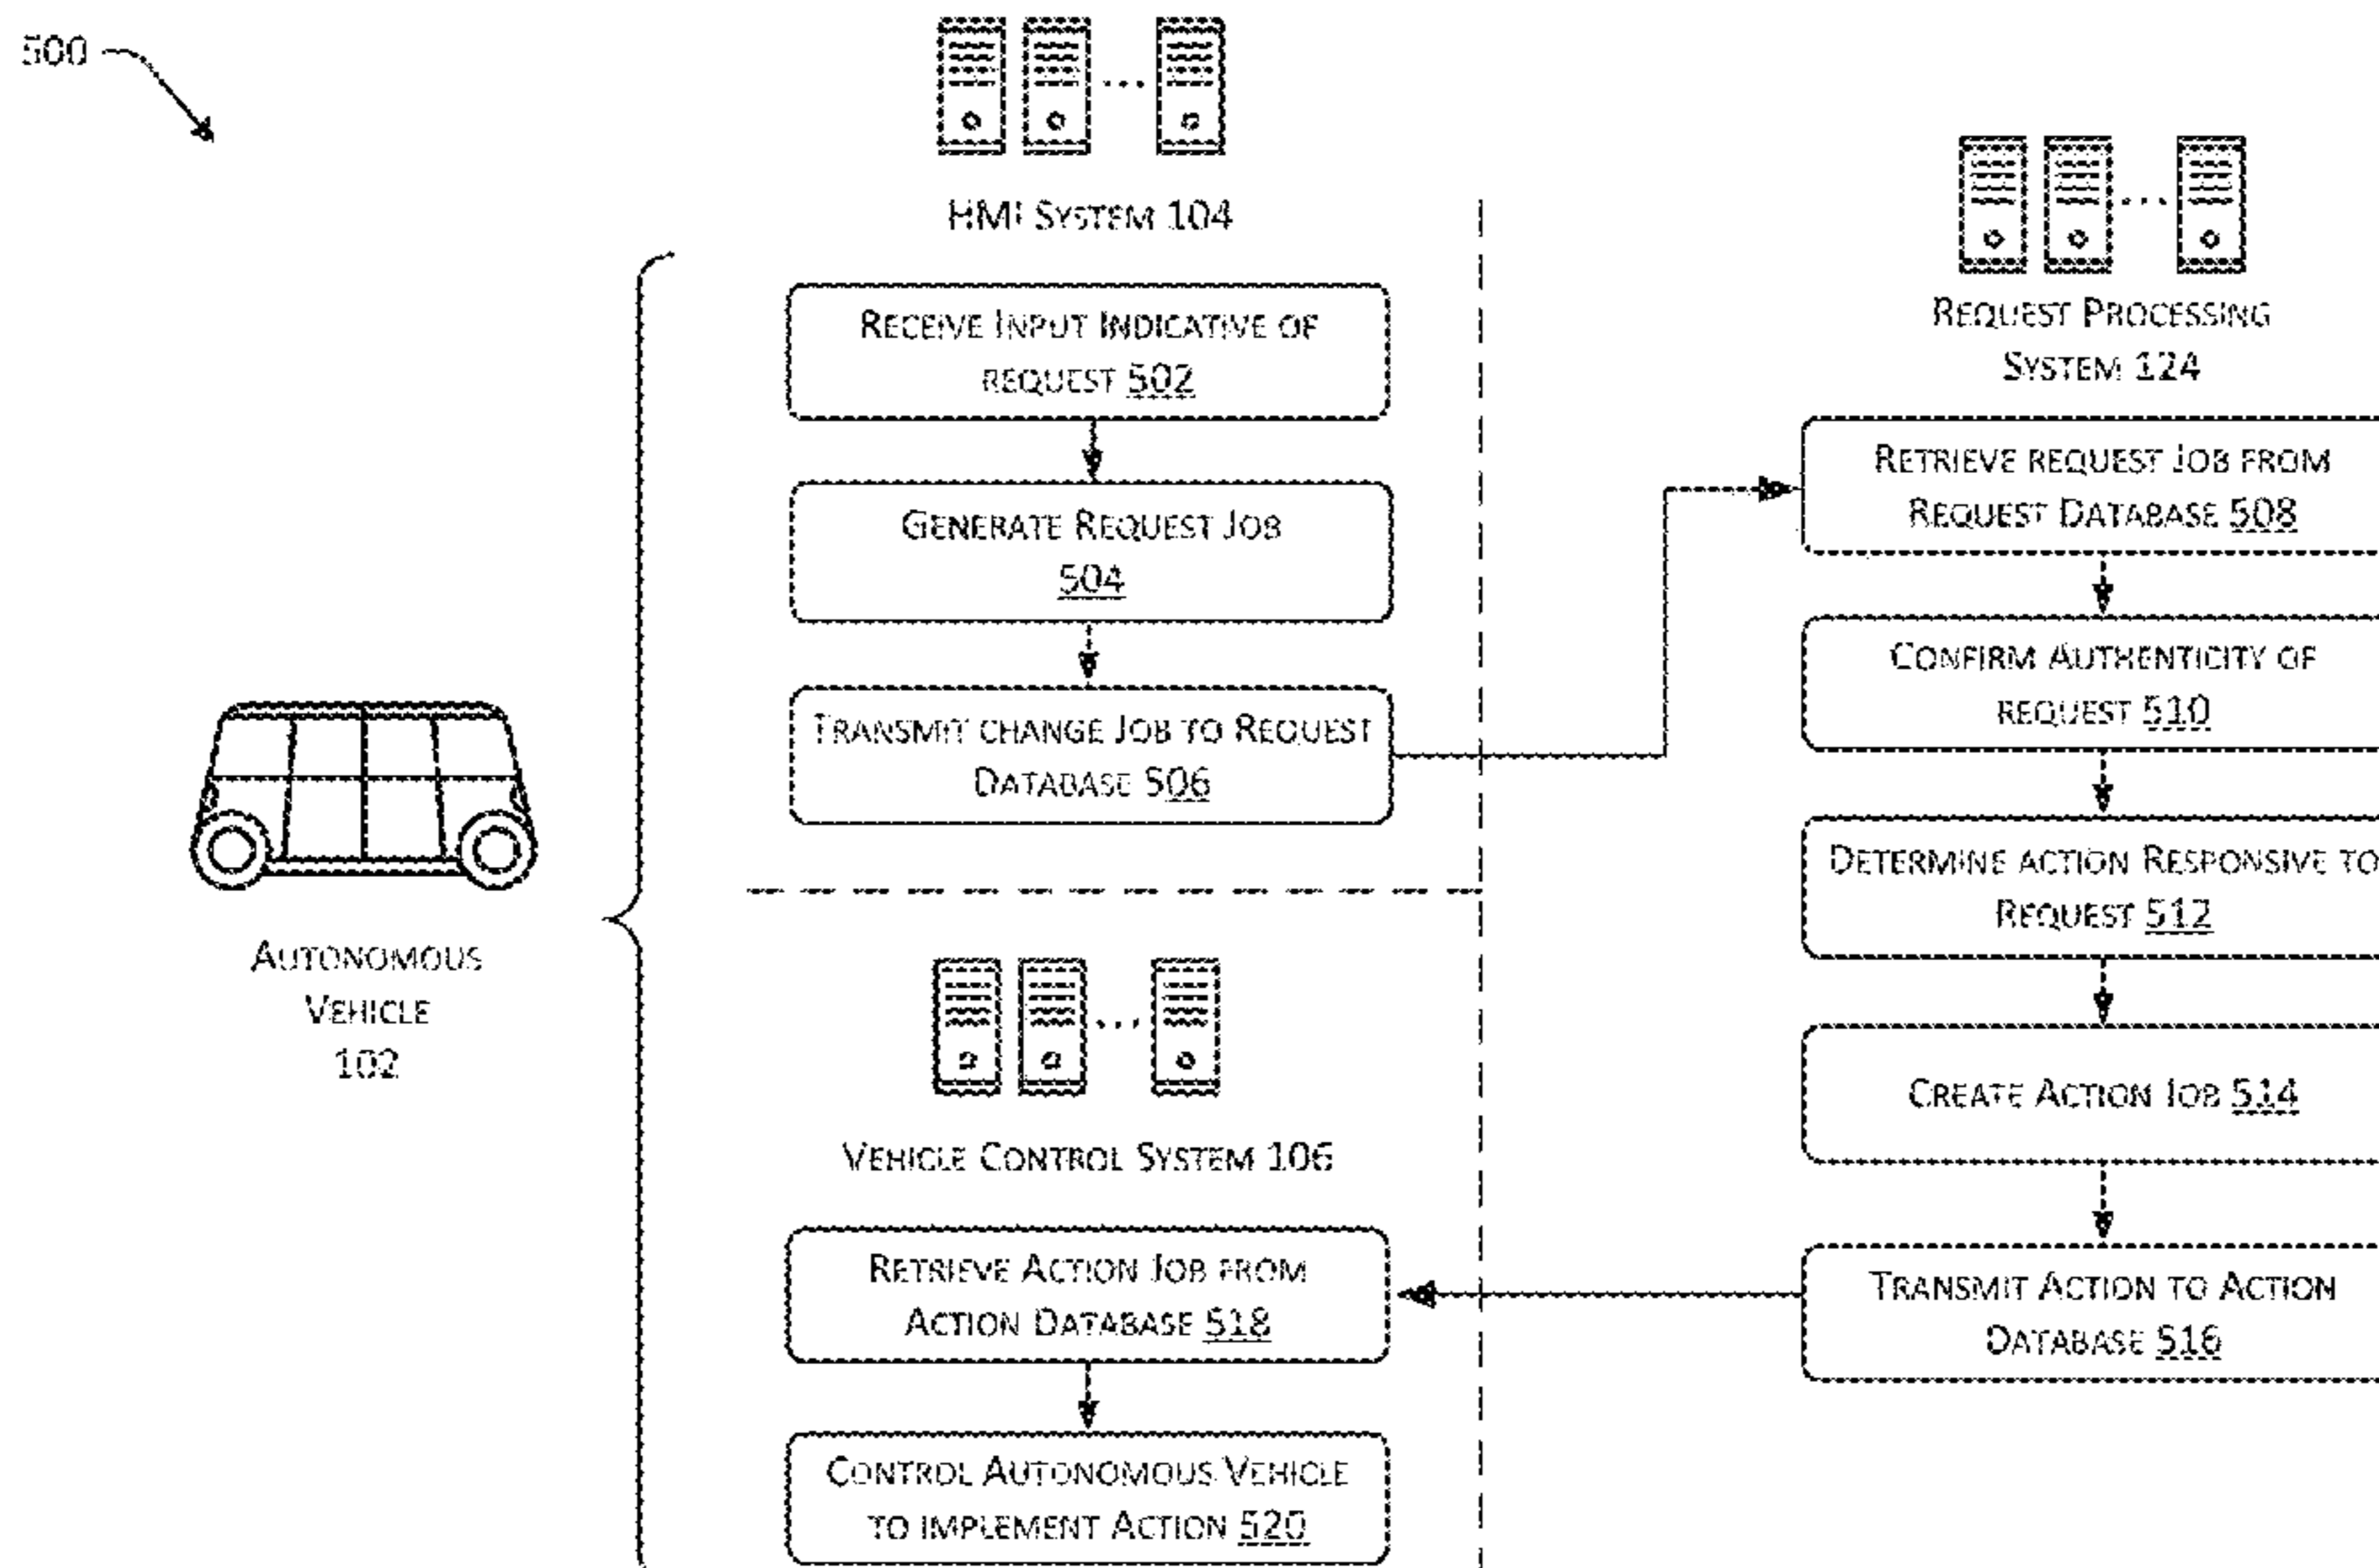 500
HMI SYSTEM 104
RECEIVE INPUT INDICATIVE OF
REQUEST 502
GENERATE REQUEST JOB
504
TRANSMIT CHANGE JOB TO REQUEST
DATABASE 506
AUTONOMOUS
VEHICLE
102
VEHICLE CONTROL SYSTEM 106
RETRIEVE ACTION JOB FROM
ACTION DATABASE 518
CONTROL AUTONOMOUS VEHICLE
TO IMPLEMENT ACTION 520
REQUEST PROCESSING
SYSTEM 124
RETRIEVE REQUEST JOB FROM
REQUEST DATABASE 508
CONFIRM AUTHENTICITY OF
REQUEST 510
DETERMINE ACTION RESPONSIVE TO
REQUEST 512
CREATE ACTION JOB 514
TRANSMIT ACTION TO ACTION
DATABASE 516